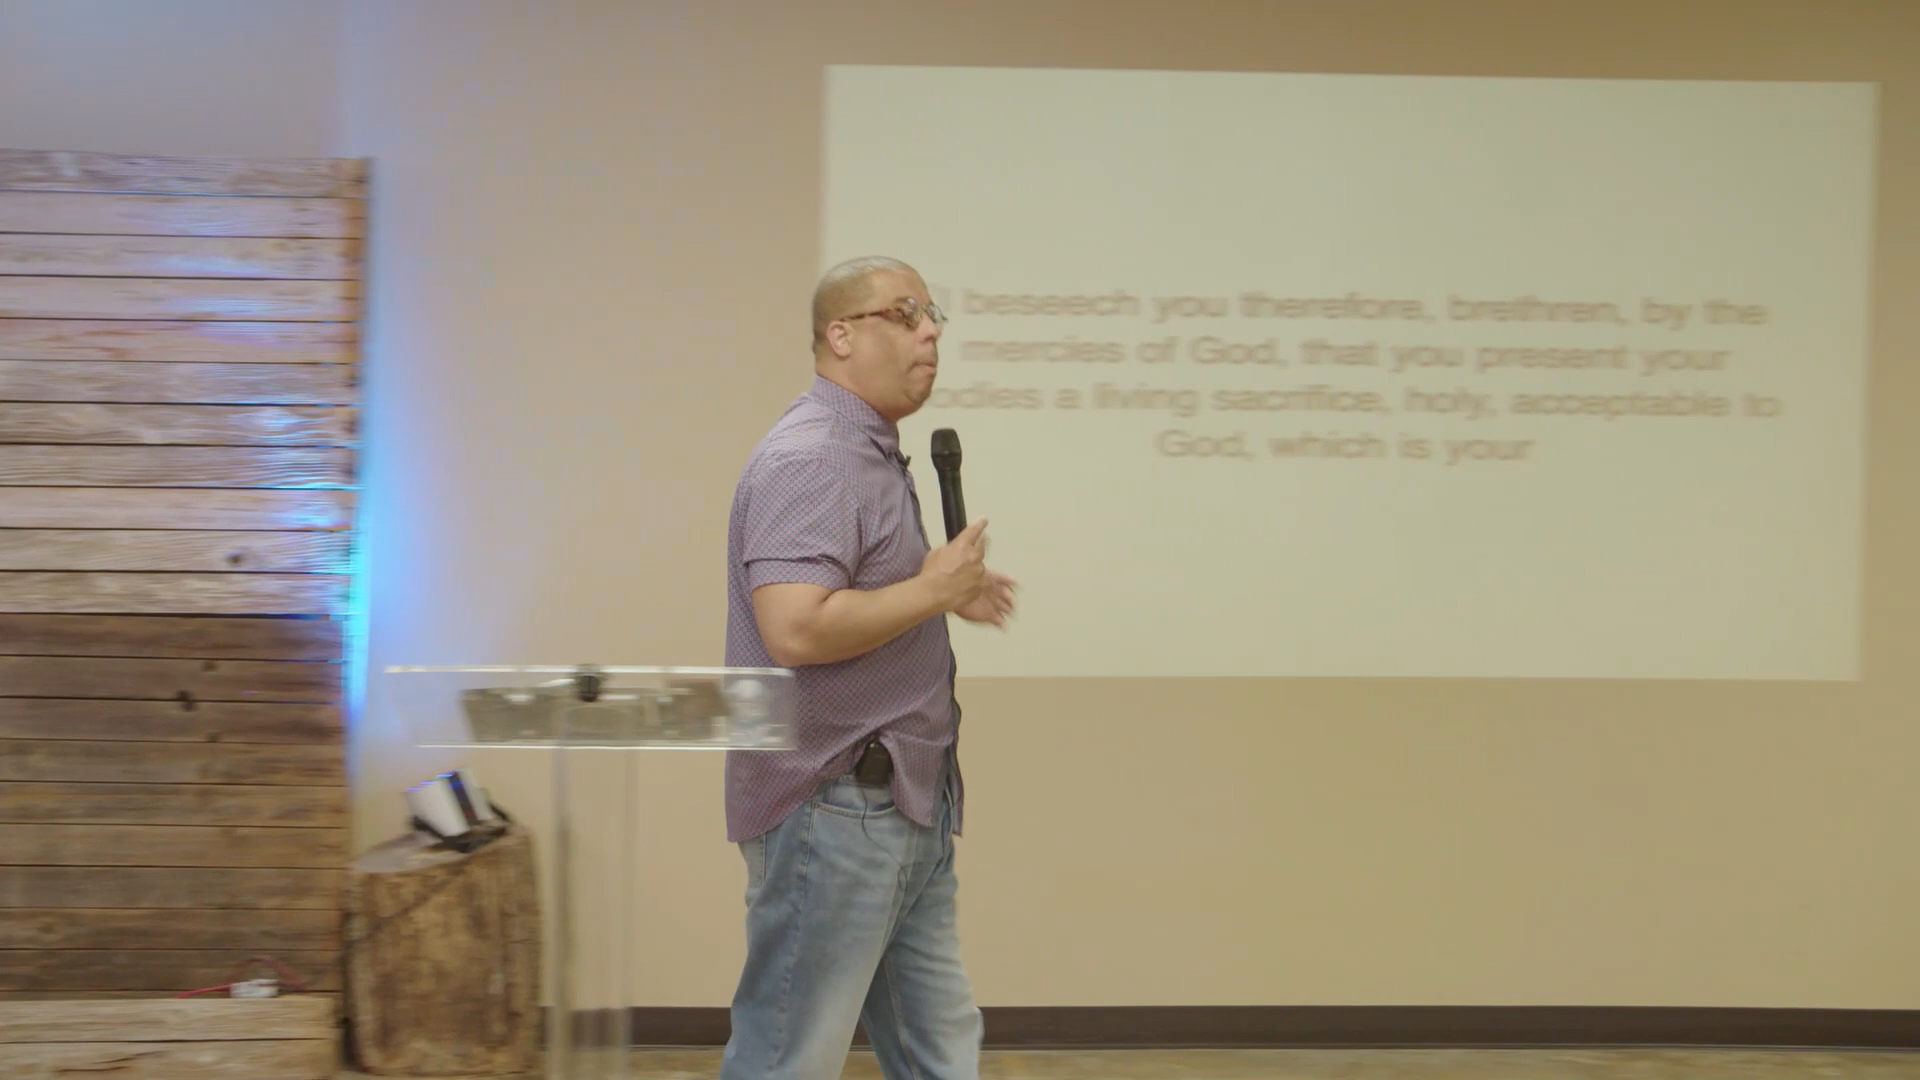 I beseech you therefore, brethren, by the
mercies of God, that you present your
odies a living sacrifice, holy, acceptable to
God, which is your